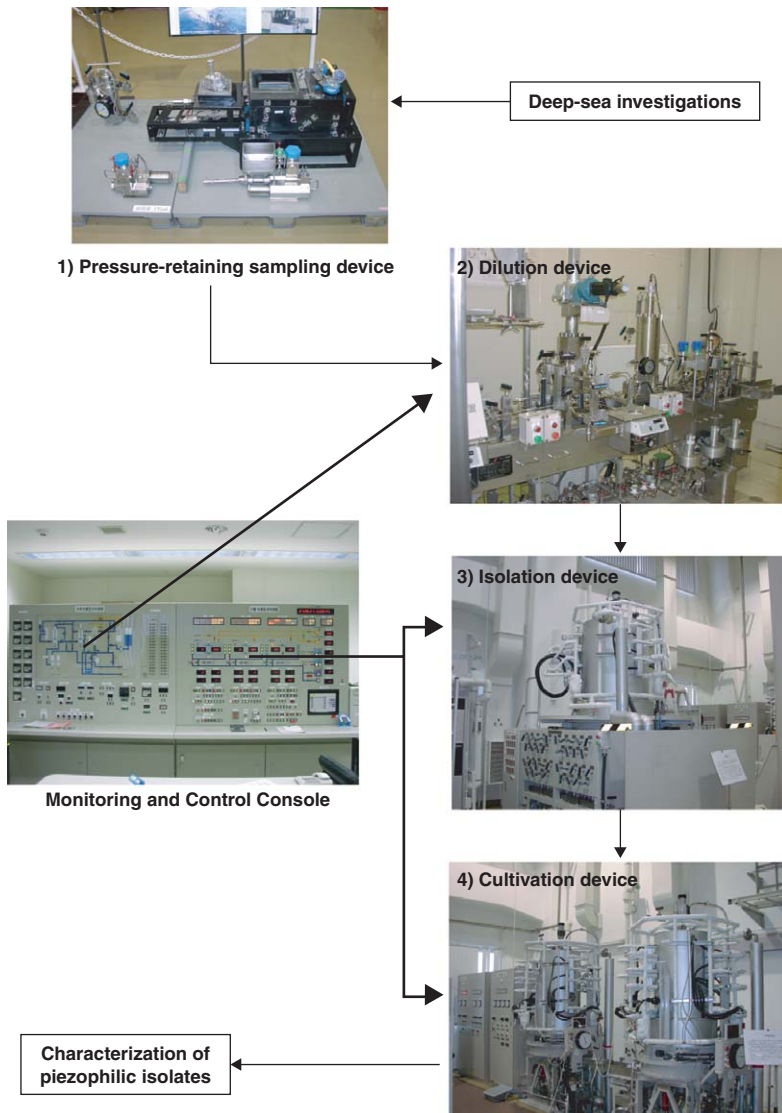 Deep-sea investigations
1) Pressure-retaining sampling device
2) Dilution device
3) Isolation device
Monitoring and Control Console
4) Cultivation device
Characterization of
piezophilic isolates